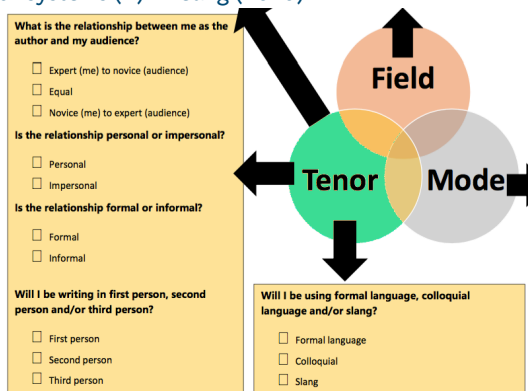 What is the relationship between me as the
author and my audience?
Expert (me) to novice (audience)
Equal
Novice (me) to expert (audience)
Is the relationship personal or impersonal?
Personal
Impersonal
Is the relationship formal or informal?
Formal
Informal
Will I be writing in first person, second
person and/or third person?
First person
Second person
Third person
Field
Tenor
Mode
Will I be using formal language, colloquial
language and/or slang?
Formal language
Colloquial
Slang